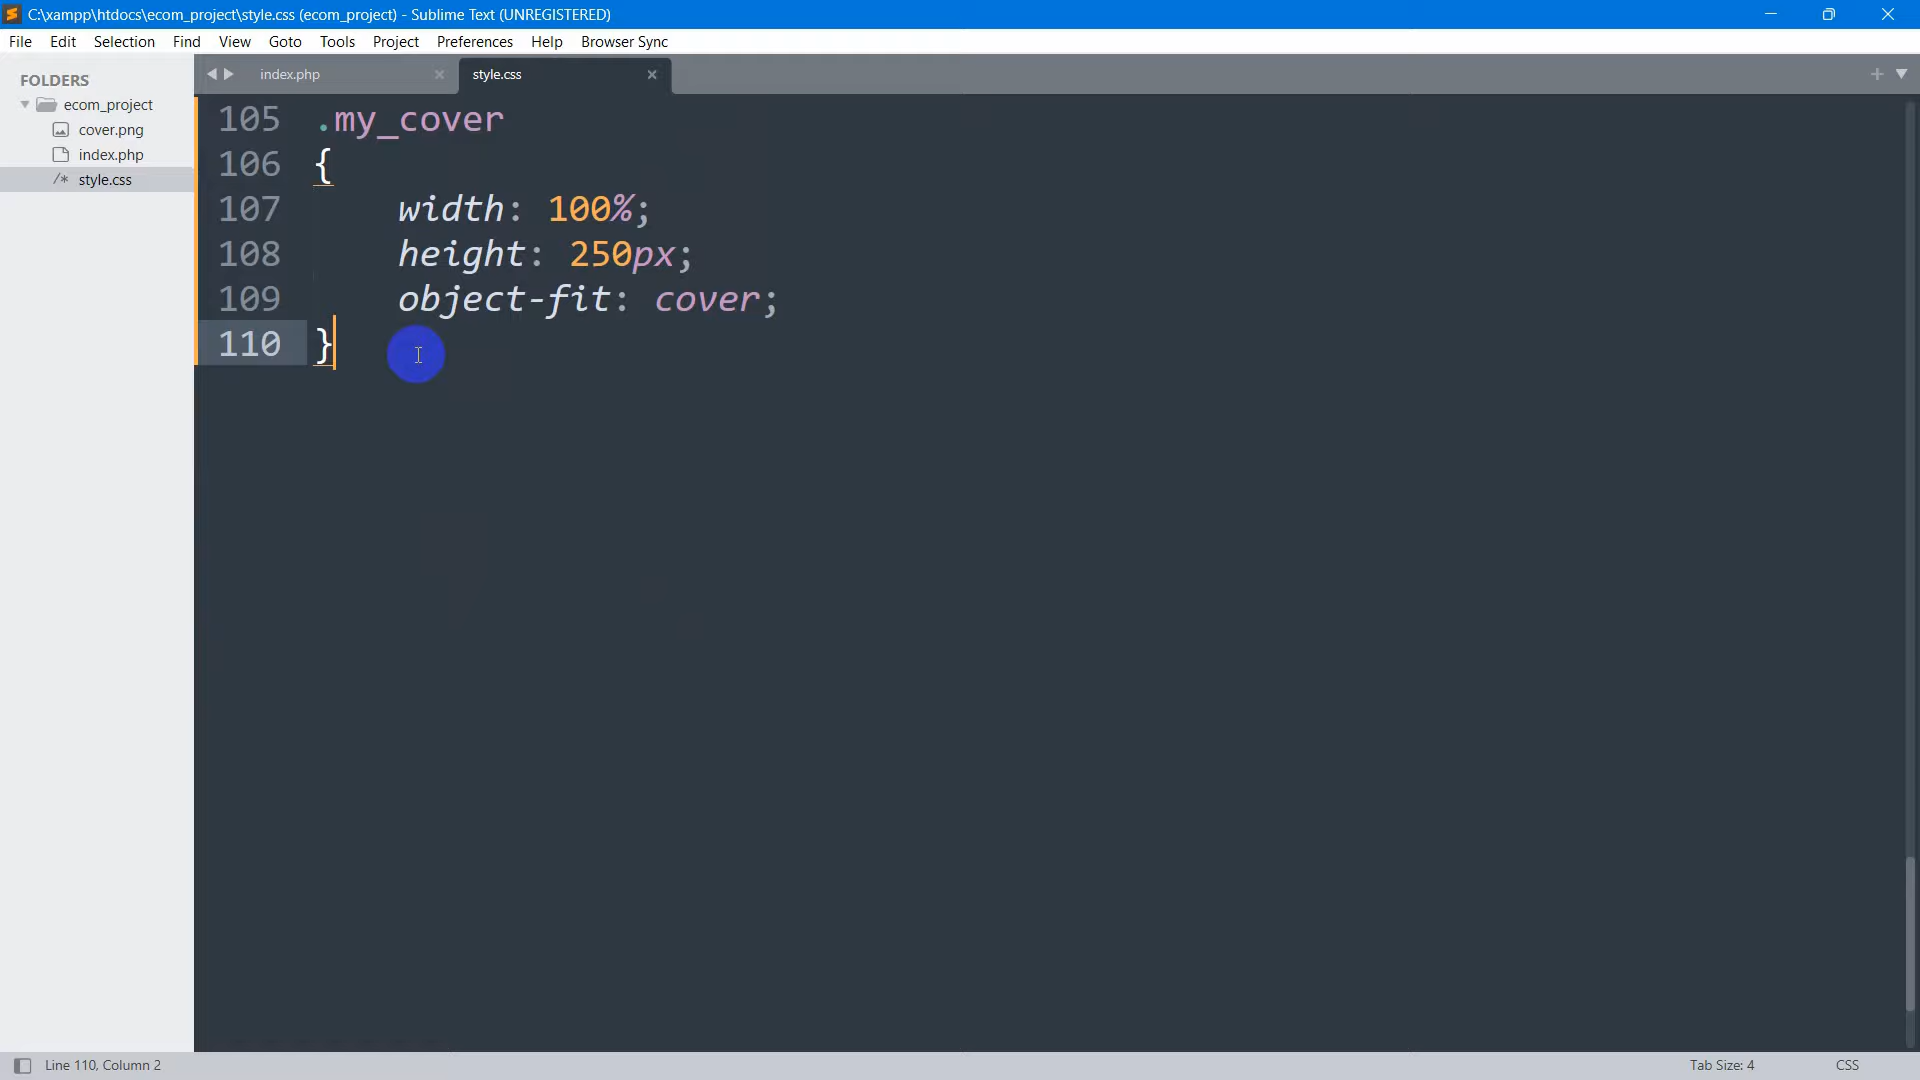 C:\xampp\htdocs\ecom_project\style.css (ecom_project) - Sublime Text (UNREGISTERED)
File Edit Selection Find View Goto Tools Project Preferences Help Browser Sync
FOLDERS
ecom_project
cover.png
index.php
/* style.css
index.php
style.css
105 .my_cover
106 {
107 width: 100%;
108 height: 250px;
109 object-fit: cover;
110 }
Line 110, Column 2
Tab Size: 4
CSS